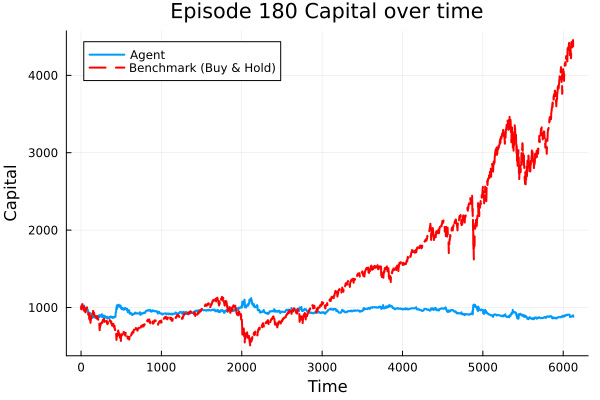 Episode 180 Capital over time
Agent
Benchmark (Buy & Hold)
Capital
4000
3000
2000
1000
0
1000
2000
3000
4000
5000
6000
Time